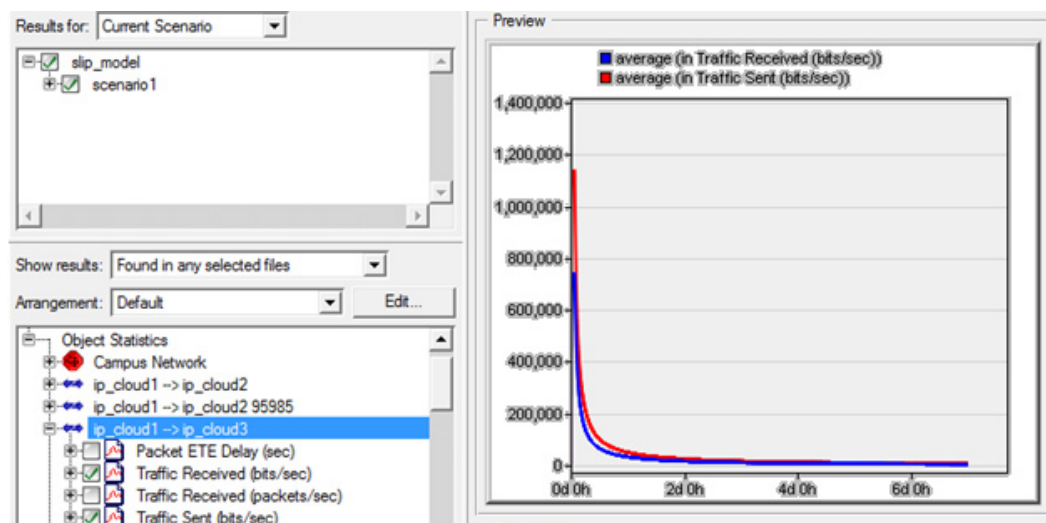 Results for: Current Scenario
slip_model
scenario1
Show results: Found in any selected files
Arrangement: Default Edit...
Object Statistics
Campus Network
ip_cloud1 --> ip_cloud2
ip_cloud1 --> ip_cloud2 95985
ip_cloud1 --> ip_cloud3
Packet ETE Delay (sec)
Traffic Received (bits/sec)
Traffic Received (packets/sec)
Traffic Sent (bits/sec)
Preview
average (in Traffic Received (bits/sec))
average (in Traffic Sent (bits/sec))
1,400,000
1,200,000
1,000,000
800,000
600,000
400,000
200,000
0
0d 0h 2d 0h 4d 0h 6d 0h